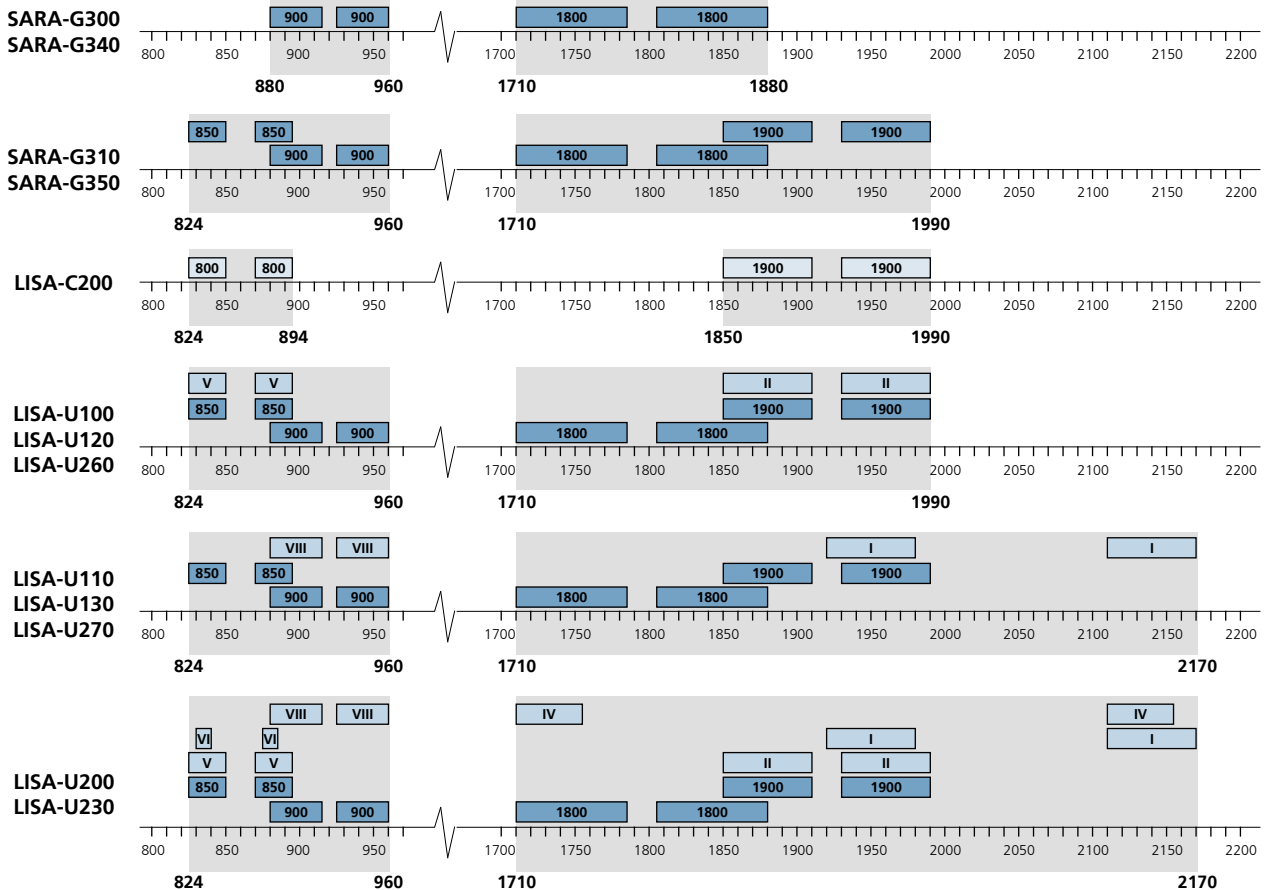 900 900 1800 1800
SARA-G300
SARA-G340
800 850 900 950 1700 1750 1800 1850 1900 1950 2000 2050 2100 2150 2200
880 960 1710 1880
850 850 1900 1900
900 900 1800 1800
SARA-G310
SARA-G350
800 850 900 950 1700 1750 1800 1850 1900 1950 2000 2050 2100 2150 2200
824 960 1710 1990
800 800 1900 1900
LISA-C200
800 850 900 950 1700 1750 1800 1850 1900 1950 2000 2050 2100 2150 2200
824 894 1850 1990
V V II II
850 850 1900 1900
900 900 1800 1800
LISA-U100
LISA-U120
LISA-U260
800 850 900 950 1700 1750 1800 1850 1900 1950 2000 2050 2100 2150 2200
824 960 1710 1990
VIII VIII I I
850 850 1900 1900
900 900 1800 1800
LISA-U110
LISA-U130
LISA-U270
800 850 900 950 1700 1750 1800 1850 1900 1950 2000 2050 2100 2150 2200
824 960 1710 2170
VIII VIII IV IV
VI VI I I
V V II II
850 850 1900 1900
900 900 1800 1800
LISA-U200
LISA-U230
800 850 900 950 1700 1750 1800 1850 1900 1950 2000 2050 2100 2150 2200
824 960 1710 2170